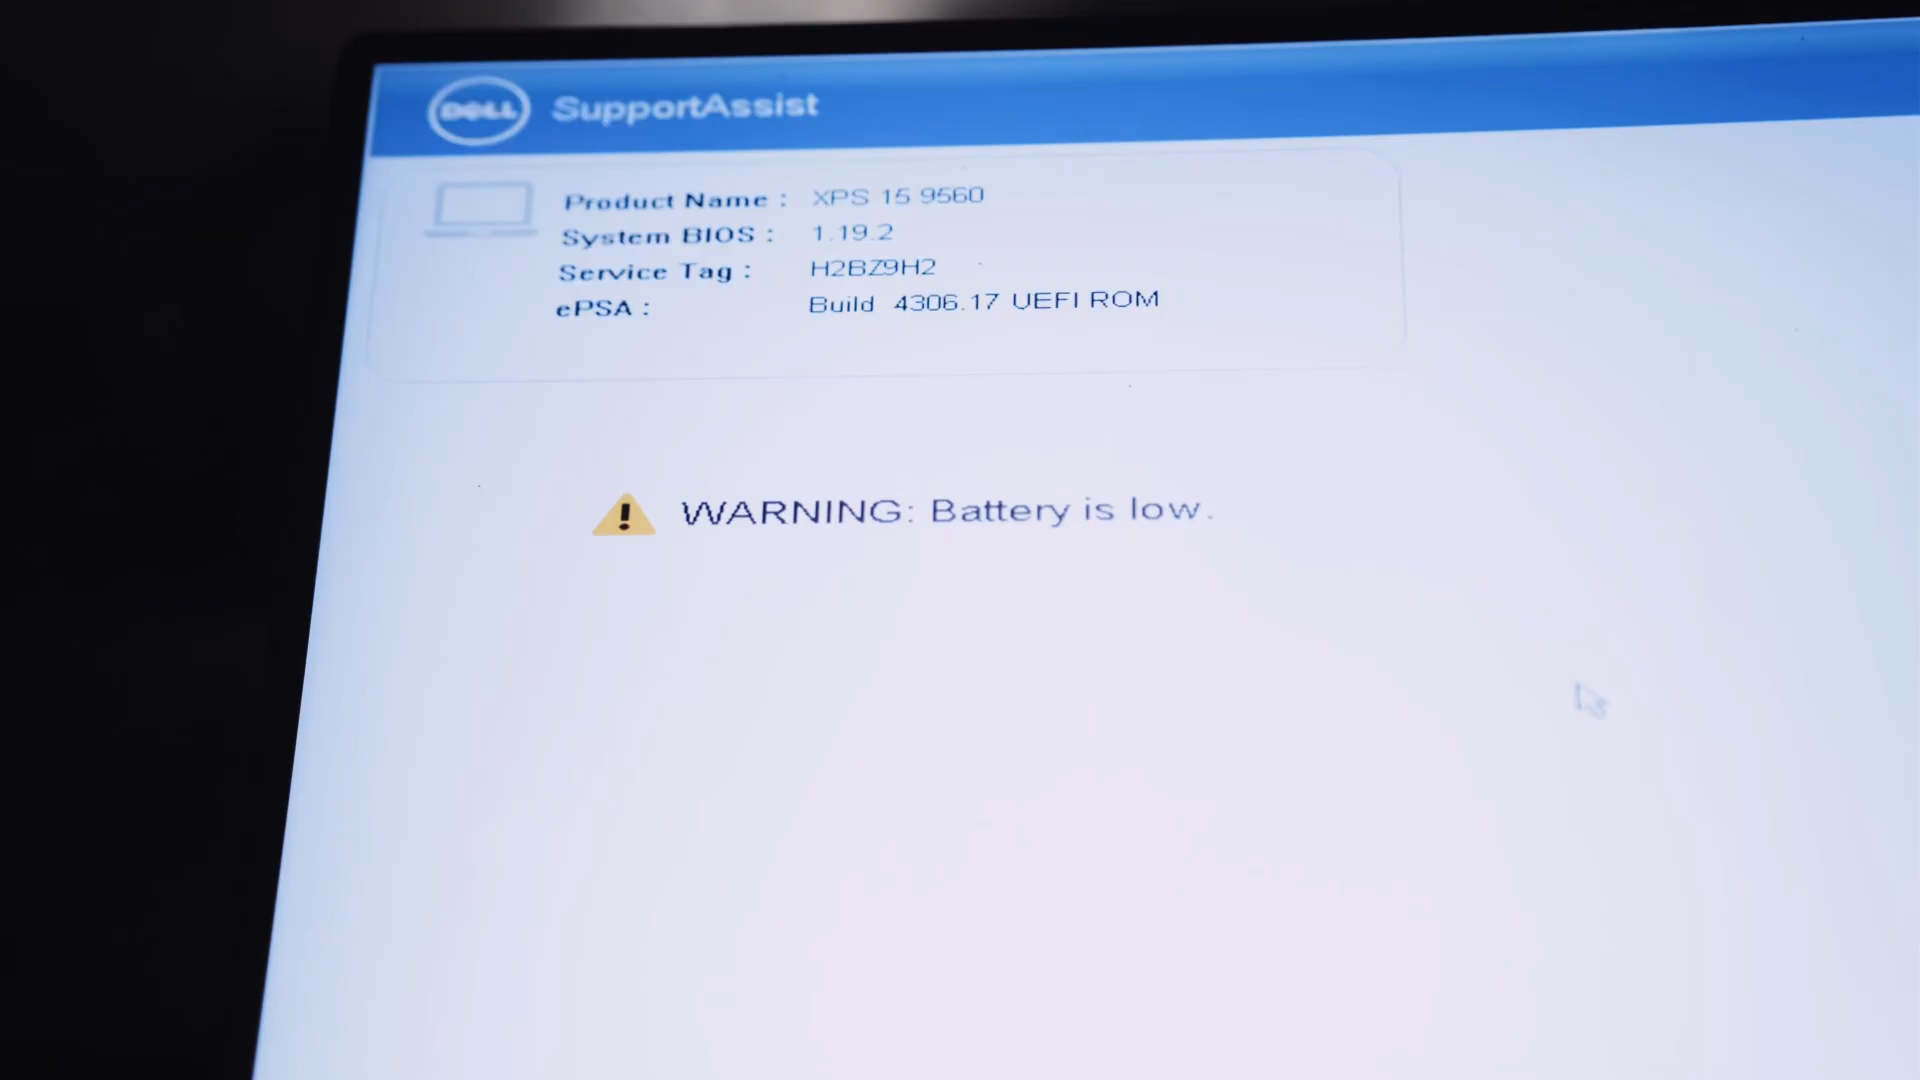 DELL SupportAssist
Product Name : XPS 15 9560
System BIOS : 1.19.2
Service Tag : H2BZ9H2
ePSA : Build 4306.17 UEFI ROM
WARNING: Battery is low.